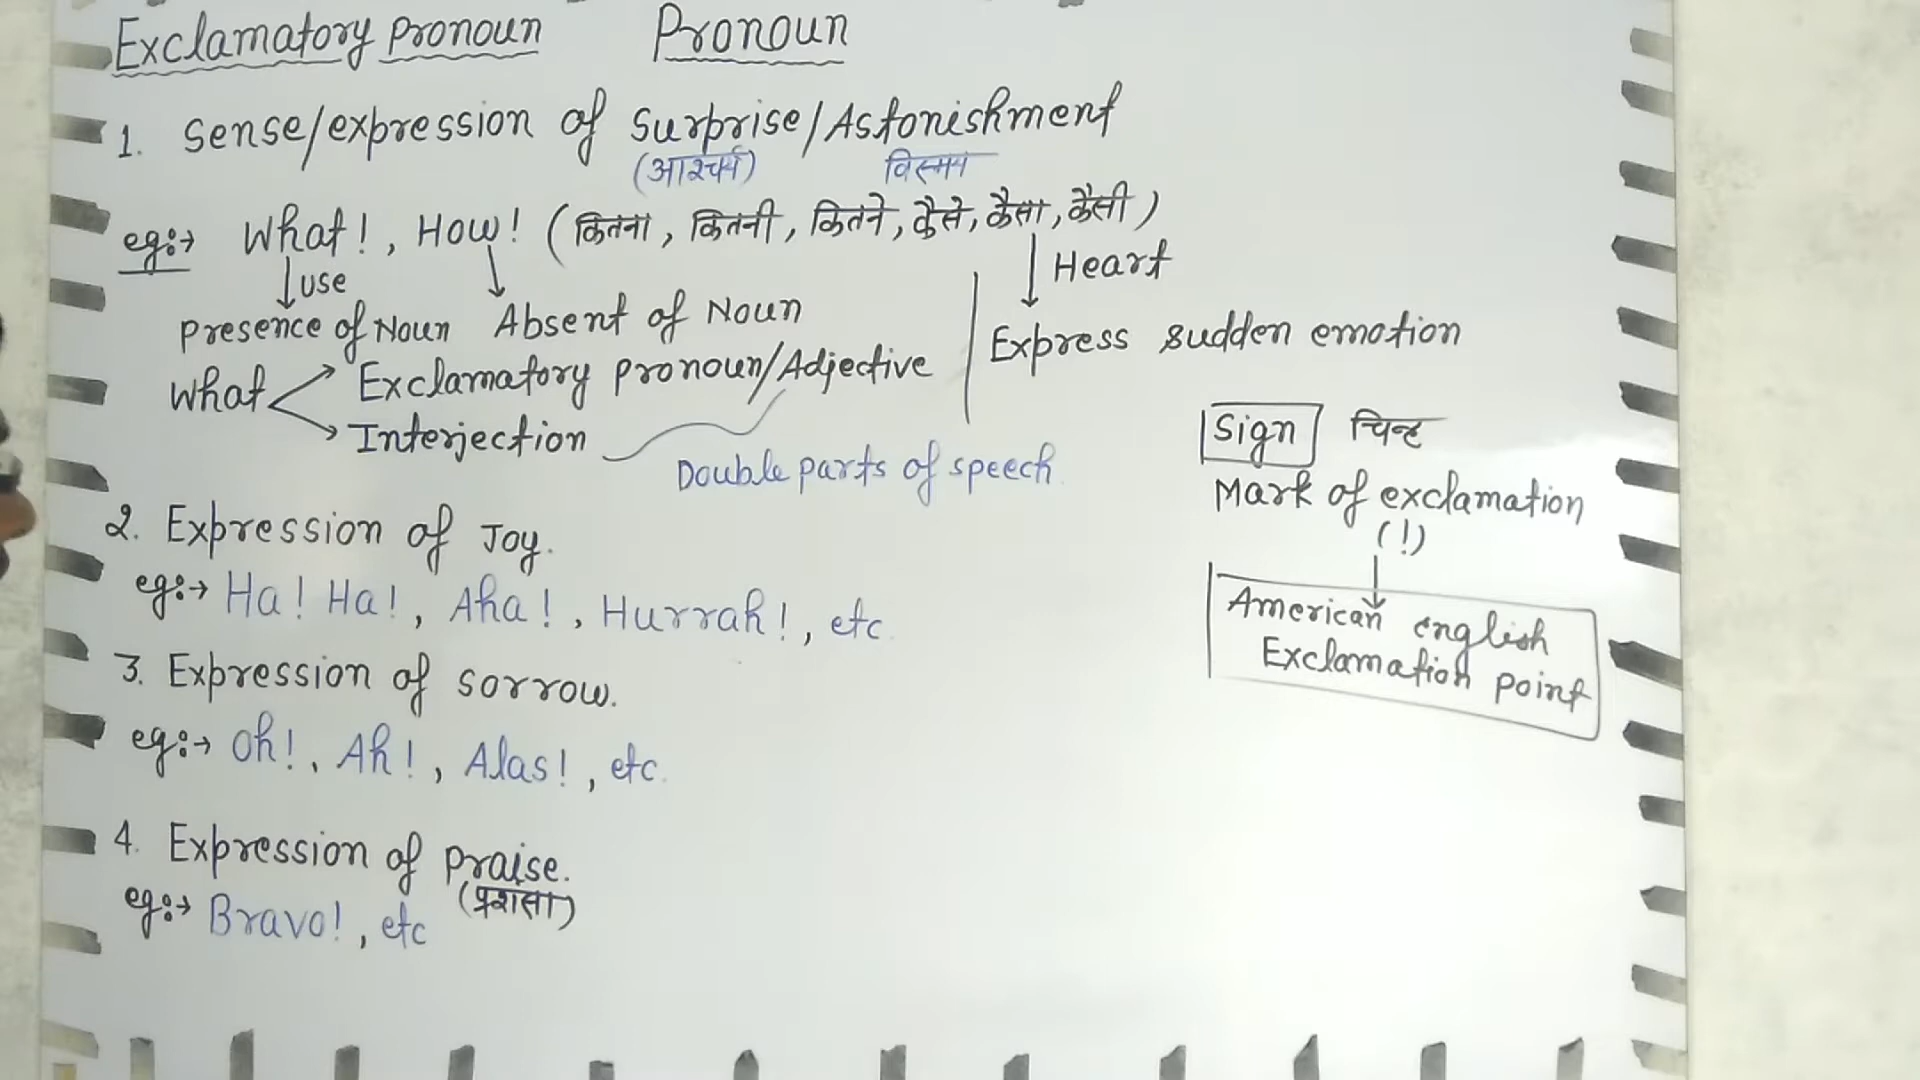 Exclamatory pronoun Pronoun
1. Sense/expression of Surprise/Astonishment
(आश्चर्य) विस्मय
eg:→ What!, How! (कितना, कितनी, कितने, कैसे, कैसा, कैसी)
↓use ↓ ↓ Heart
Presence of Noun Absent of Noun Express sudden emotion
What → Exclamatory pronoun/Adjective
→ Interjection
Double parts of speech
Sign चिन्ह
Mark of exclamation
(!)
↓
American english
Exclamation point
2. Expression of Joy.
eg:→ Ha! Ha!, Aha!, Hurrah!, etc.
3. Expression of sorrow.
eg:→ Oh!, Ah!, Alas!, etc.
4. Expression of praise.
(प्रशसा)
eg:→ Bravo!, etc